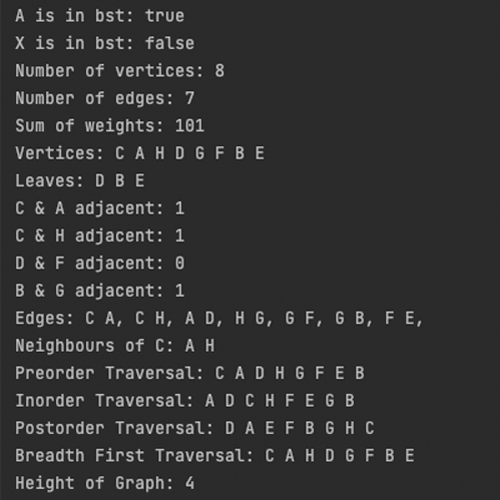 A is in bst: true
X is in bst: false
Number of vertices: 8
Number of edges: 7
Sum of weights: 101
Vertices: C A H D G F B E
Leaves: D B E
C & A adjacent: 1
C & H adjacent: 1
D & F adjacent: 0
B & G adjacent: 1
Edges: C A, C H, A D, H G, G F, G B, F E,
Neighbours of C: A H
Preorder Traversal: C A D H G F E B
Inorder Traversal: A D C H F E G B
Postorder Traversal: D A E F B G H C
Breadth First Traversal: C A H D G F B E
Height of Graph: 4